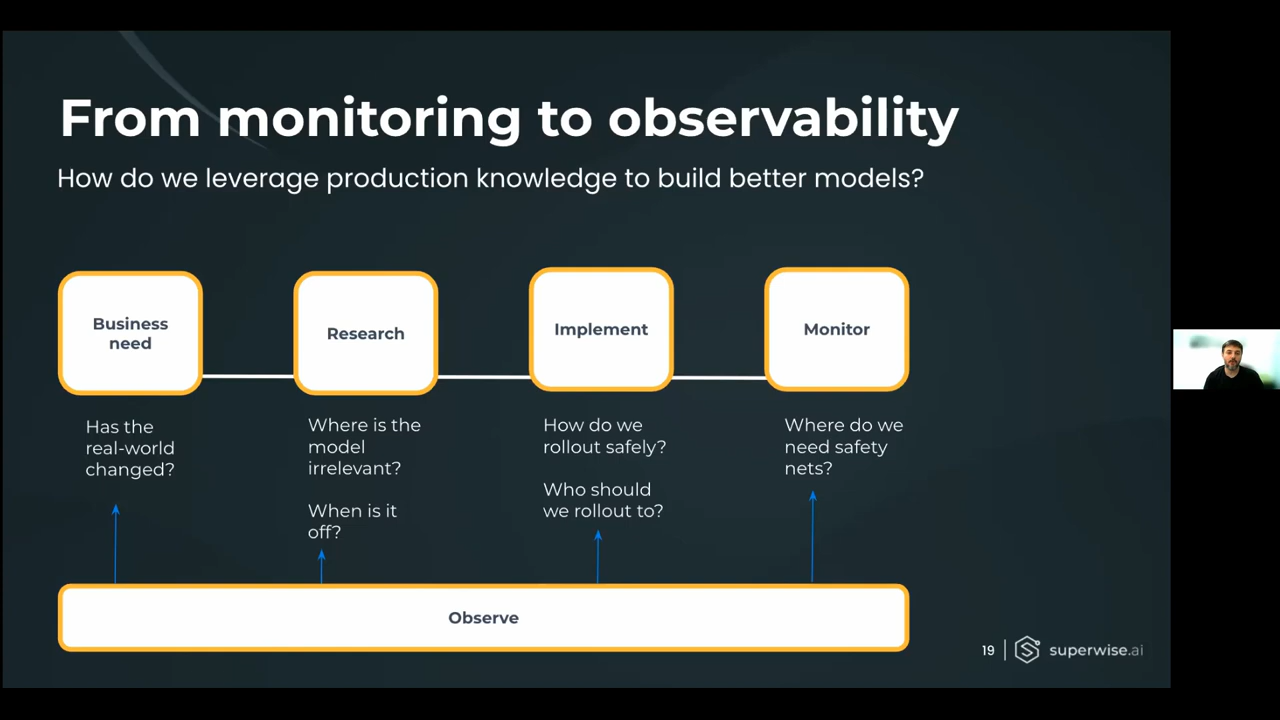 From monitoring to observability
How do we leverage production knowledge to build better models?
Business
need
Research
Implement
Monitor
Has the
real-world
changed?
Where is the
model
irrelevant?
When is it
off?
How do we
rollout safely?
Who should
we rollout to?
Where do we
need safety
nets?
Observe
19
superwise.ai